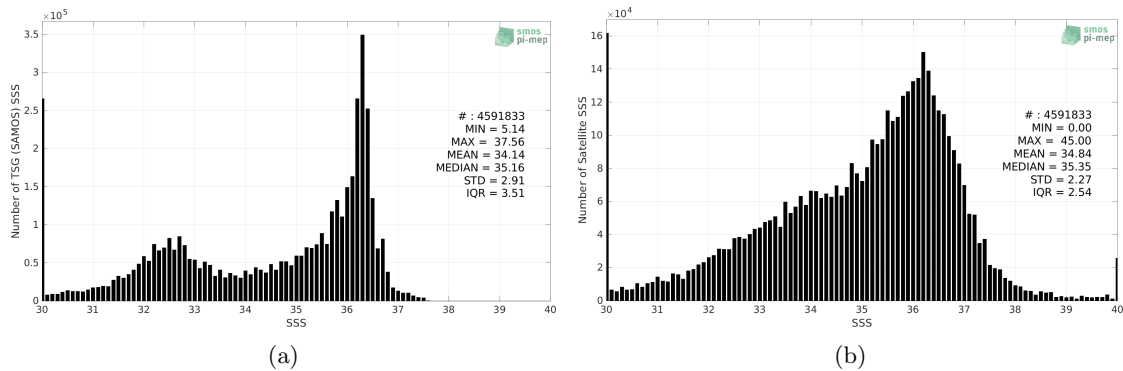 ×10⁵
3.5
3
2.5
2
1.5
1
0.5
0
30 31 32 33 34 35 36 37 38 39 40
SSS
Number of TSG (SAMOS) SSS
smos
pi-mep
# : 4591833
MIN = 5.14
MAX = 37.56
MEAN = 34.14
MEDIAN = 35.16
STD = 2.91
IQR = 3.51
(a)
×10⁴
16
14
12
10
8
6
4
2
0
30 31 32 33 34 35 36 37 38 39 40
SSS
Number of Satellite SSS
smos
pi-mep
# : 4591833
MIN = 0.00
MAX = 45.00
MEAN = 34.84
MEDIAN = 35.35
STD = 2.27
IQR = 2.54
(b)